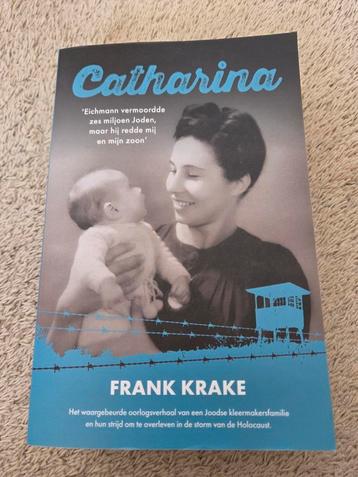 Catharina
'Eichmann vermoordde
zes miljoen Joden,
maar hij redde mij
en mijn zoon'
FRANK KRAKE
Het waargebeurde oorlogsverhaal van een Joodse kleermakersfamilie
en hun strijd om te overleven in de storm van de Holocaust.